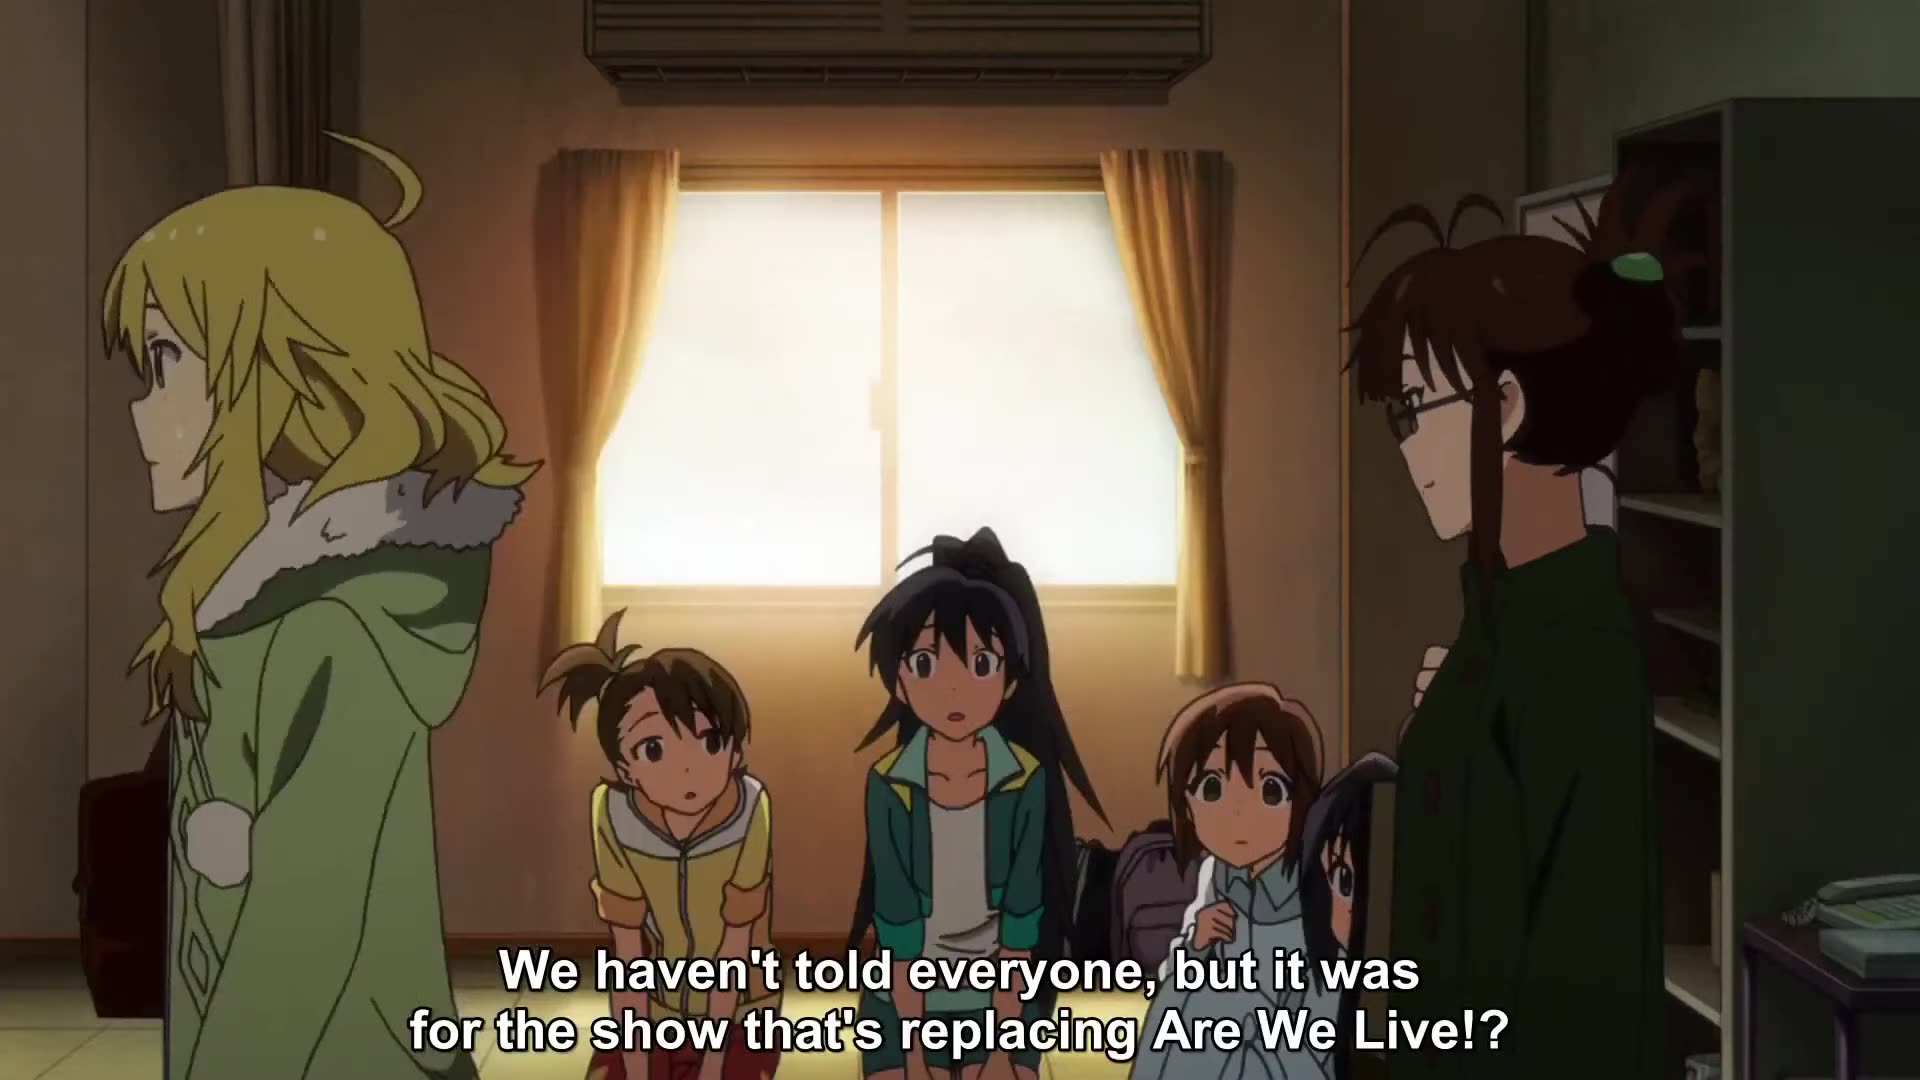 We haven't told everyone, but it was
for the show that's replacing Are We Live!?